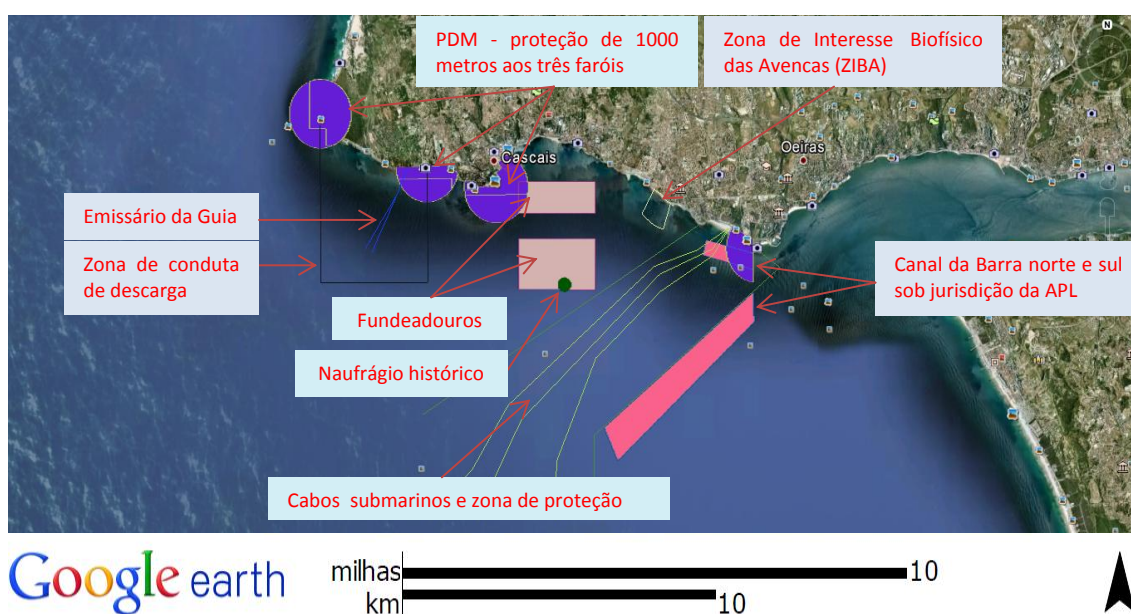 PDM - proteção de 1000
metros aos três faróis
Zona de Interesse Biofísico
das Avencas (ZIBA)
N
Cascais
Oeiras
Emissário da Guia
Zona de conduta
de descarga
Canal da Barra norte e sul
sob jurisdição da APL
Fundeadouros
Naufrágio histórico
Cabos submarinos e zona de proteção
Google earth
milhas 10
km 10